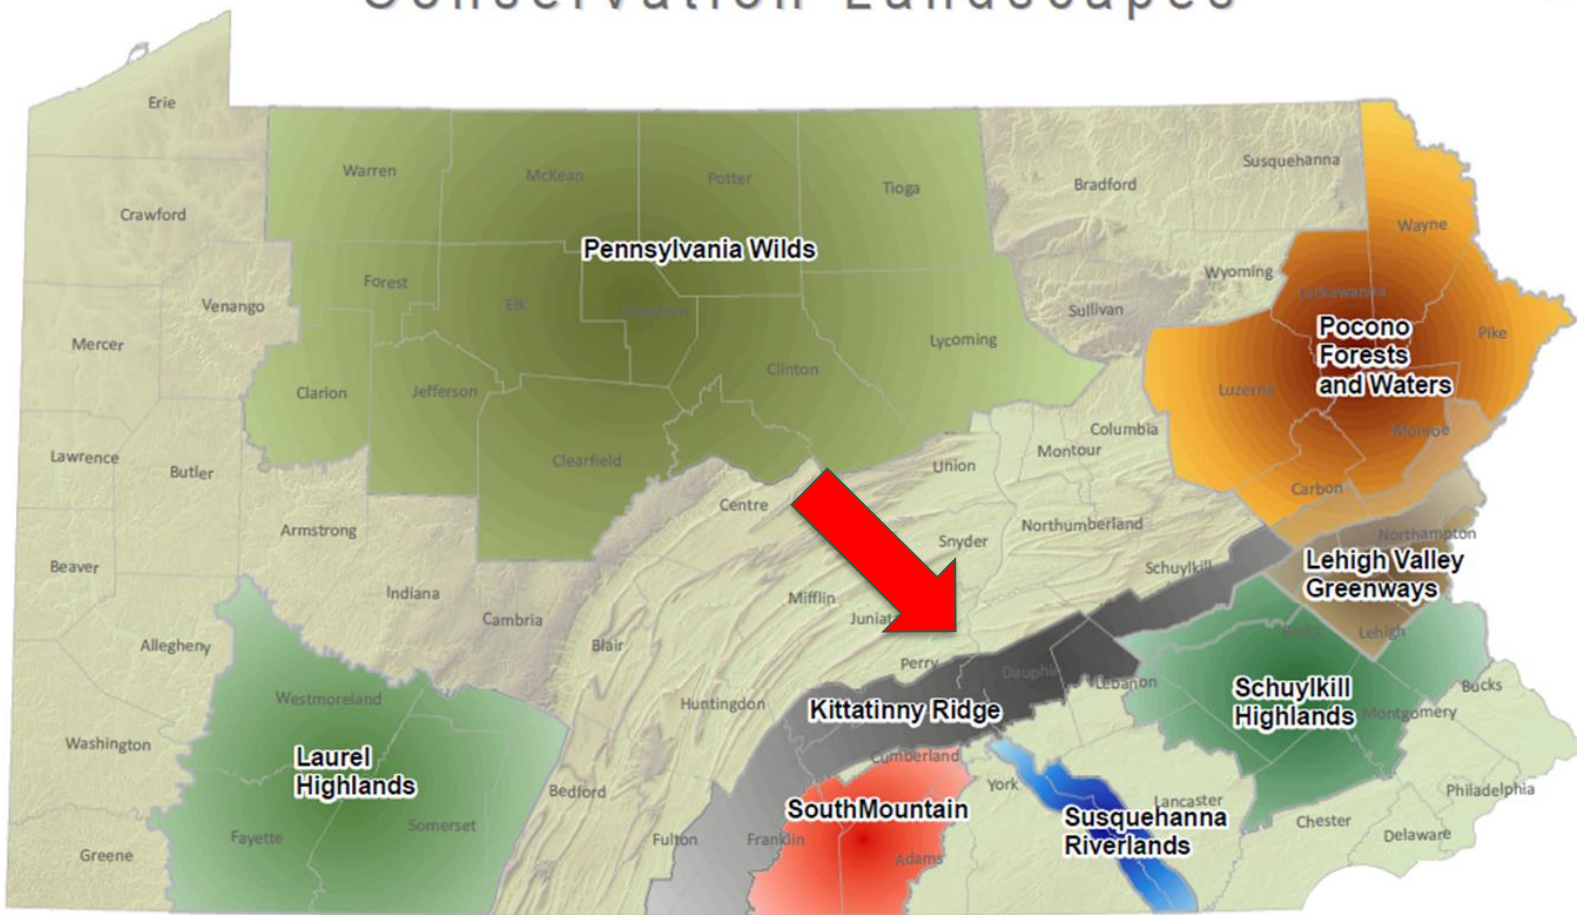 Conservation Landscapes
Erie
Warren
McKean
Potter
Tioga
Bradford
Susquehanna
Crawford
Wayne
Pennsylvania Wilds
Forest
Elk
Cameron
Venango
Sullivan
Wyoming
Lackawanna
Mercer
Lycoming
Pocono
Forests
and Waters
Pike
Clarion
Jefferson
Clinton
Luzerne
Monroe
Columbia
Montour
Lawrence
Butler
Clearfield
Union
Carbon
Centre
Armstrong
Northumberland
Snyder
Northampton
Beaver
Lehigh Valley
Greenways
Schuylkill
Indiana
Cambria
Mifflin
Juniat
Allegheny
Blair
Berks
Lehigh
Perry
Dauphin
Lebanon
Schuylkill
Highlands
Bucks
Montgomery
Westmoreland
Huntingdon
Kittatinny Ridge
Washington
Laurel
Highlands
Cumberland
Bedford
York
Lancaster
Philadelphia
SouthMountain
Susquehanna
Riverlands
Chester
Delaware
Fayette
Somerset
Fulton
Franklin
Adams
Greene